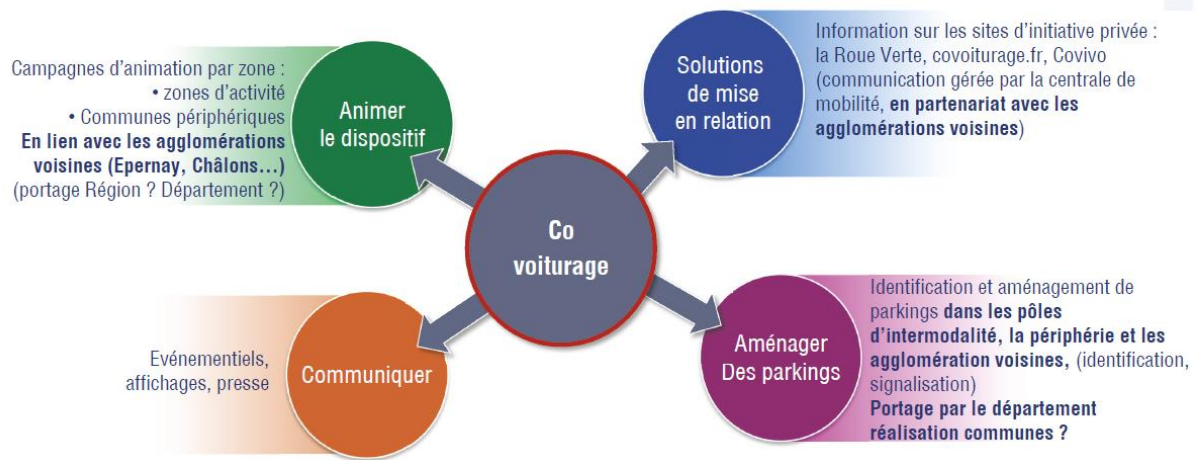 Campagnes d'animation par zone :
• zones d'activité
• Communes périphériques
En lien avec les agglomérations
voisines (Epernay, Châlons...)
(portage Région ? Département ?)
Animer
le dispositif
Solutions
de mise
en relation
Information sur les sites d'initiative privée :
la Roue Verte, covoiturage.fr, Covivo
(communication gérée par la centrale de
mobilité, en partenariat avec les
agglomérations voisines)
Co
voiturage
Evénementiels,
affichages, presse
Communiquer
Aménager
Des parkings
Identification et aménagement de
parkings dans les pôles
d'intermodalité, la périphérie et les
agglomération voisines, (identification,
signalisation)
Portage par le département
réalisation communes ?